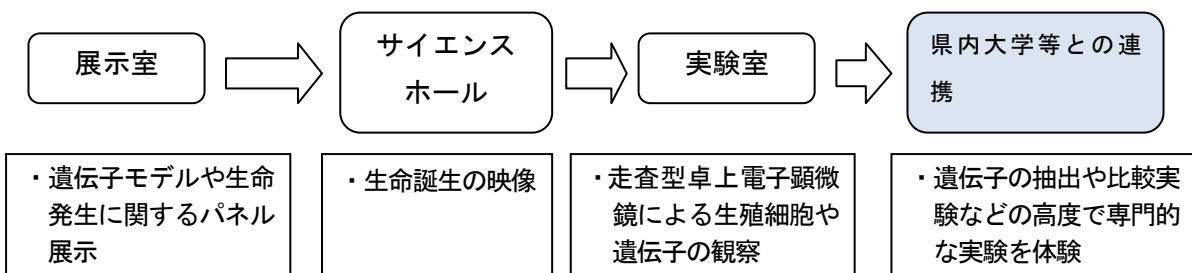 展示室
サイエンス
ホール
実験室
県内大学等との連
携
・遺伝子モデルや生命
発生に関するパネル
展示
・生命誕生の映像
・走査型卓上電子顕微
鏡による生殖細胞や
遺伝子の観察
・遺伝子の抽出や比較実
験などの高度で専門的
な実験を体験